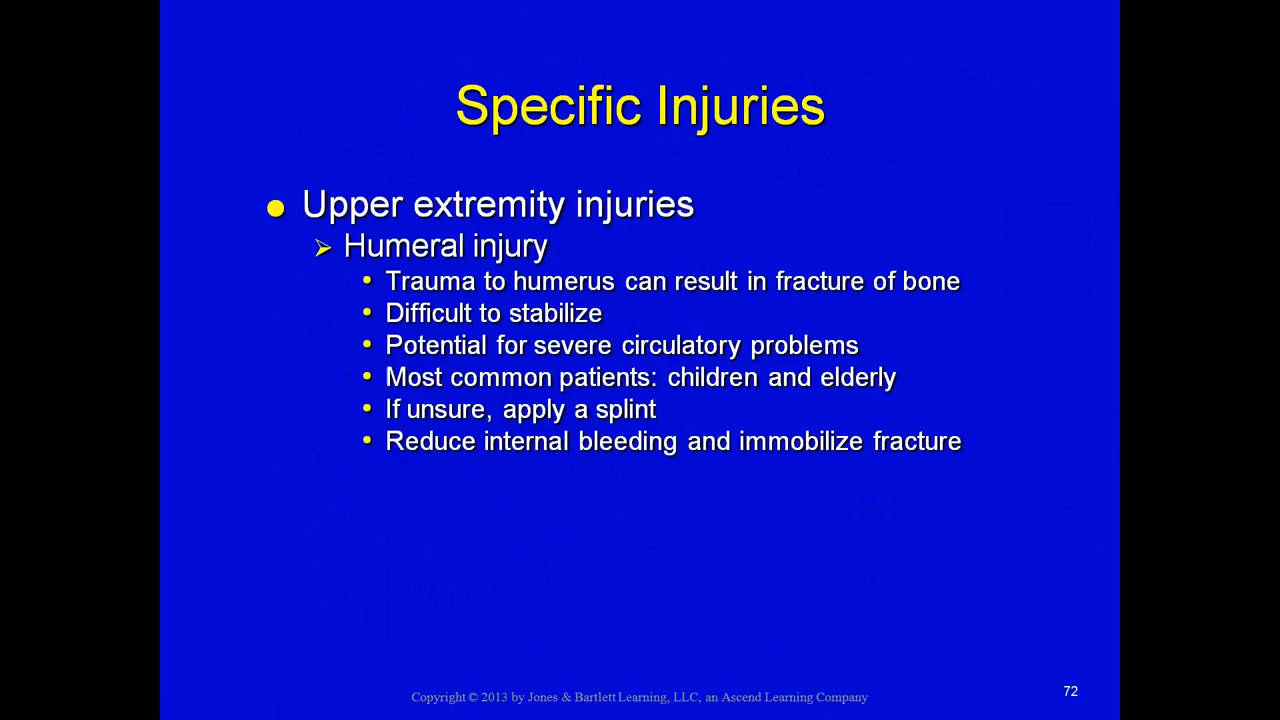 Specific Injuries
Upper extremity injuries
Humeral injury
Trauma to humerus can result in fracture of bone
Difficult to stabilize
Potential for severe circulatory problems
Most common patients: children and elderly
If unsure, apply a splint
Reduce internal bleeding and immobilize fracture
Copyright © 2013 by Jones & Bartlett Learning, LLC, an Ascend Learning Company
72